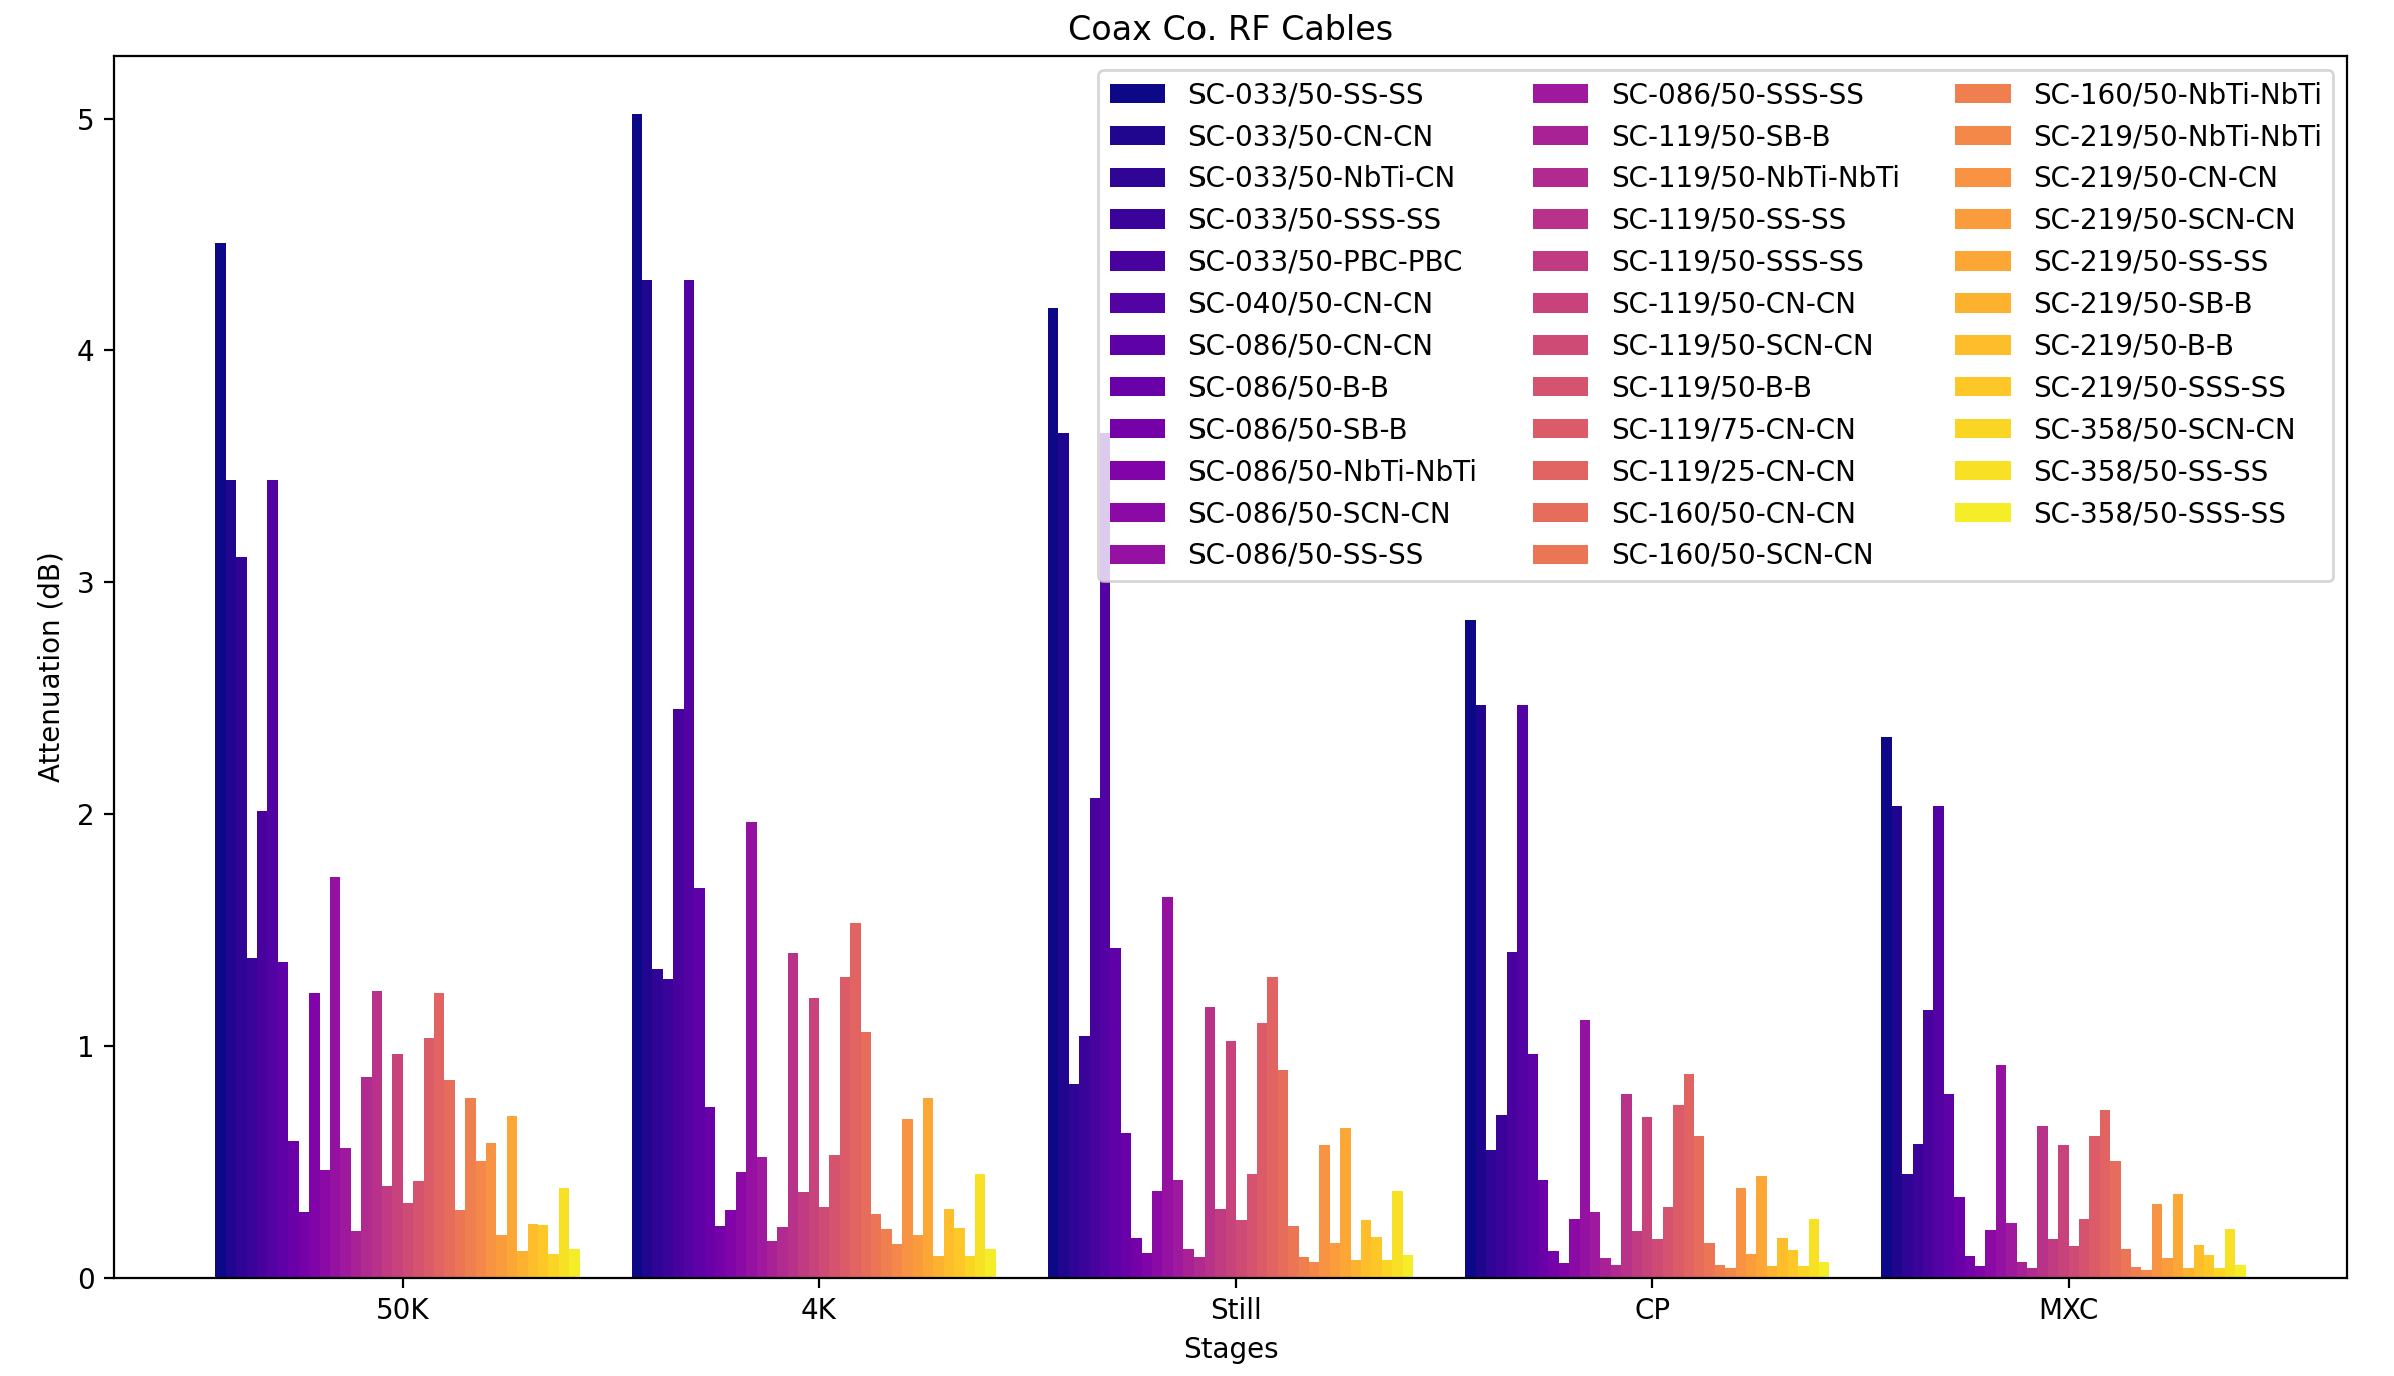 Coax Co. RF Cables
SC-033/50-SS-SS
SC-033/50-CN-CN
SC-033/50-NbTi-CN
SC-033/50-SSS-SS
SC-033/50-PBC-PBC
SC-040/50-CN-CN
SC-086/50-CN-CN
SC-086/50-B-B
SC-086/50-SB-B
SC-086/50-NbTi-NbTi
SC-086/50-SCN-CN
SC-086/50-SS-SS
SC-086/50-SSS-SS
SC-119/50-SB-B
SC-119/50-NbTi-NbTi
SC-119/50-SS-SS
SC-119/50-SSS-SS
SC-119/50-CN-CN
SC-119/50-SCN-CN
SC-119/50-B-B
SC-119/75-CN-CN
SC-119/25-CN-CN
SC-160/50-CN-CN
SC-160/50-SCN-CN
SC-160/50-NbTi-NbTi
SC-219/50-NbTi-NbTi
SC-219/50-CN-CN
SC-219/50-SCN-CN
SC-219/50-SS-SS
SC-219/50-SB-B
SC-219/50-B-B
SC-219/50-SSS-SS
SC-358/50-SCN-CN
SC-358/50-SS-SS
SC-358/50-SSS-SS
Attenuation (dB)
5
4
3
2
1
0
50K
4K
Still
CP
MXC
Stages